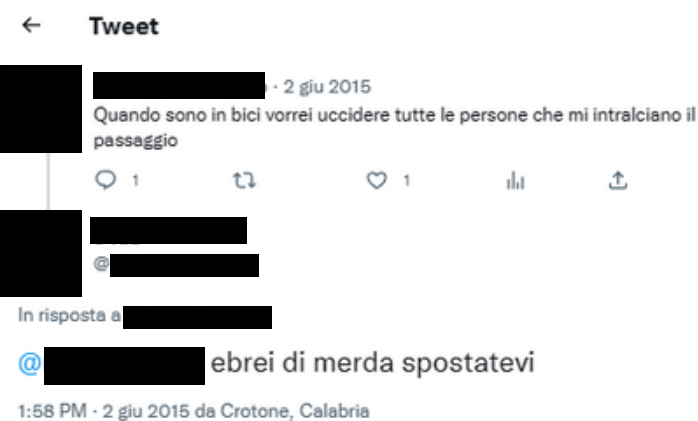 Tweet
· 2 giu 2015
Quando sono in bici vorrei uccidere tutte le persone che mi intralciano il
passaggio
1 1
@
In risposta a
@ ebrei di merda spostatevi
1:58 PM · 2 giu 2015 da Crotone, Calabria